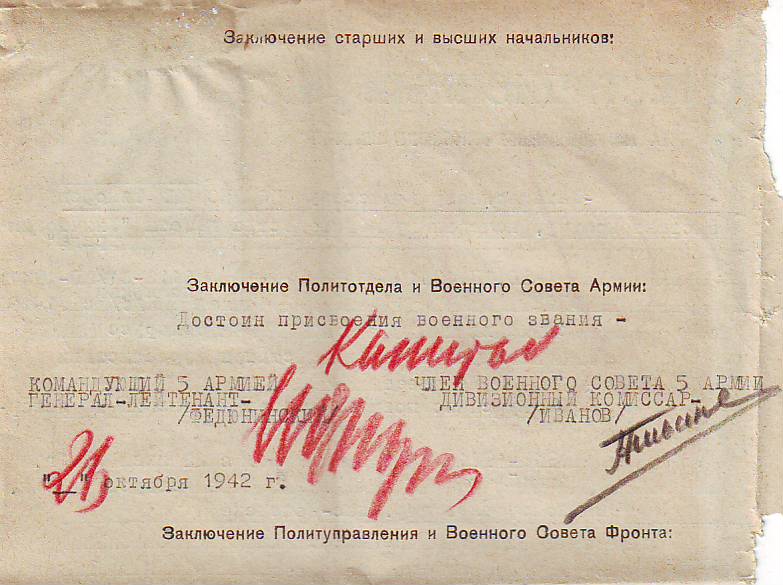 Заключение старших и высших начальников:
Заключение Политотдела и Военного Совета Армии:
Достоин присвоения военного звания -
Капитан
КОМАНДУЮЩИЙ 5 АРМИЕЙ ЧЛЕН ВОЕННОГО СОВЕТА 5 АРМИИ
ГЕНЕРАЛ-ЛЕЙТЕНАНТ- ДИВИЗИОННЫЙ КОМИССАР-
/ФЕДЮНИНСКИЙ/ /ИВАНОВ/
октября 1942 г.
Заключение Политуправления и Военного Совета Фронта: